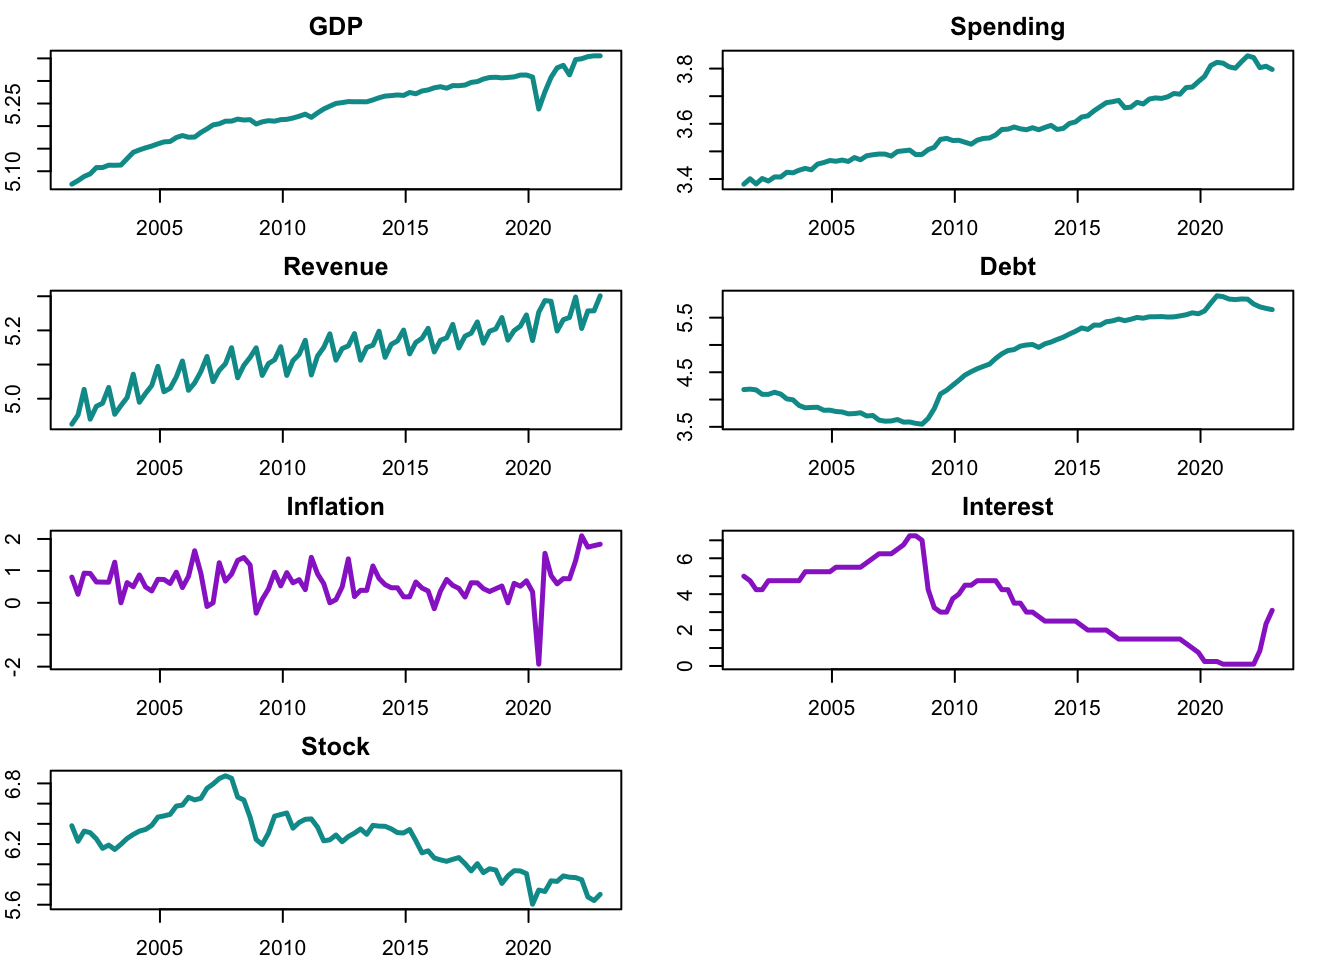 GDP
5.10 5.25
2005 2010 2015 2020
Spending
3.4 3.6 3.8
2005 2010 2015 2020
Revenue
5.0 5.2
2005 2010 2015 2020
Debt
3.5 4.5 5.5
2005 2010 2015 2020
Inflation
-2 0 1 2
2005 2010 2015 2020
Interest
0 2 4 6
2005 2010 2015 2020
Stock
5.6 6.2 6.8
2005 2010 2015 2020